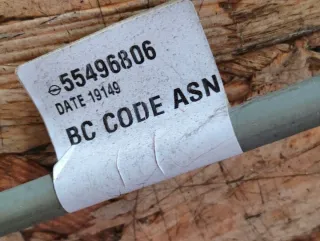 55496806
DATE 19149
BC CODE ASN